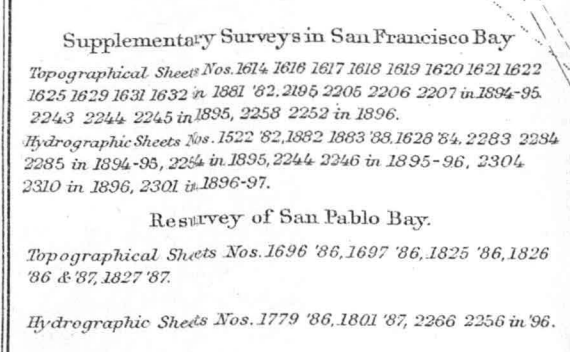 Supplementary Surveys in San Francisco Bay
Topographical Sheets Nos. 1614 1616 1617 1618 1619 1620 1621 1622
1625 1629 1631 1632 in 1881 '82. 2195 2205 2206 2207 in 1894-95.
2243 2244 2245 in 1895, 2258 2252 in 1896.
Hydrographic Sheets Nos. 1522 '82, 1882 1883 '88, 1628 '84, 2283 2284
2285 in 1894-95, 2254 in 1895, 2244 2246 in 1895-96, 2304
2310 in 1896, 2301 in 1896-97.
Resurvey of San Pablo Bay.
Topographical Sheets Nos. 1696 '86, 1697 '86, 1825 '86, 1826
'86 & '87, 1827 '87.
Hydrographic Sheets Nos. 1779 '86, 1801 '87, 2266 2256 in '96.